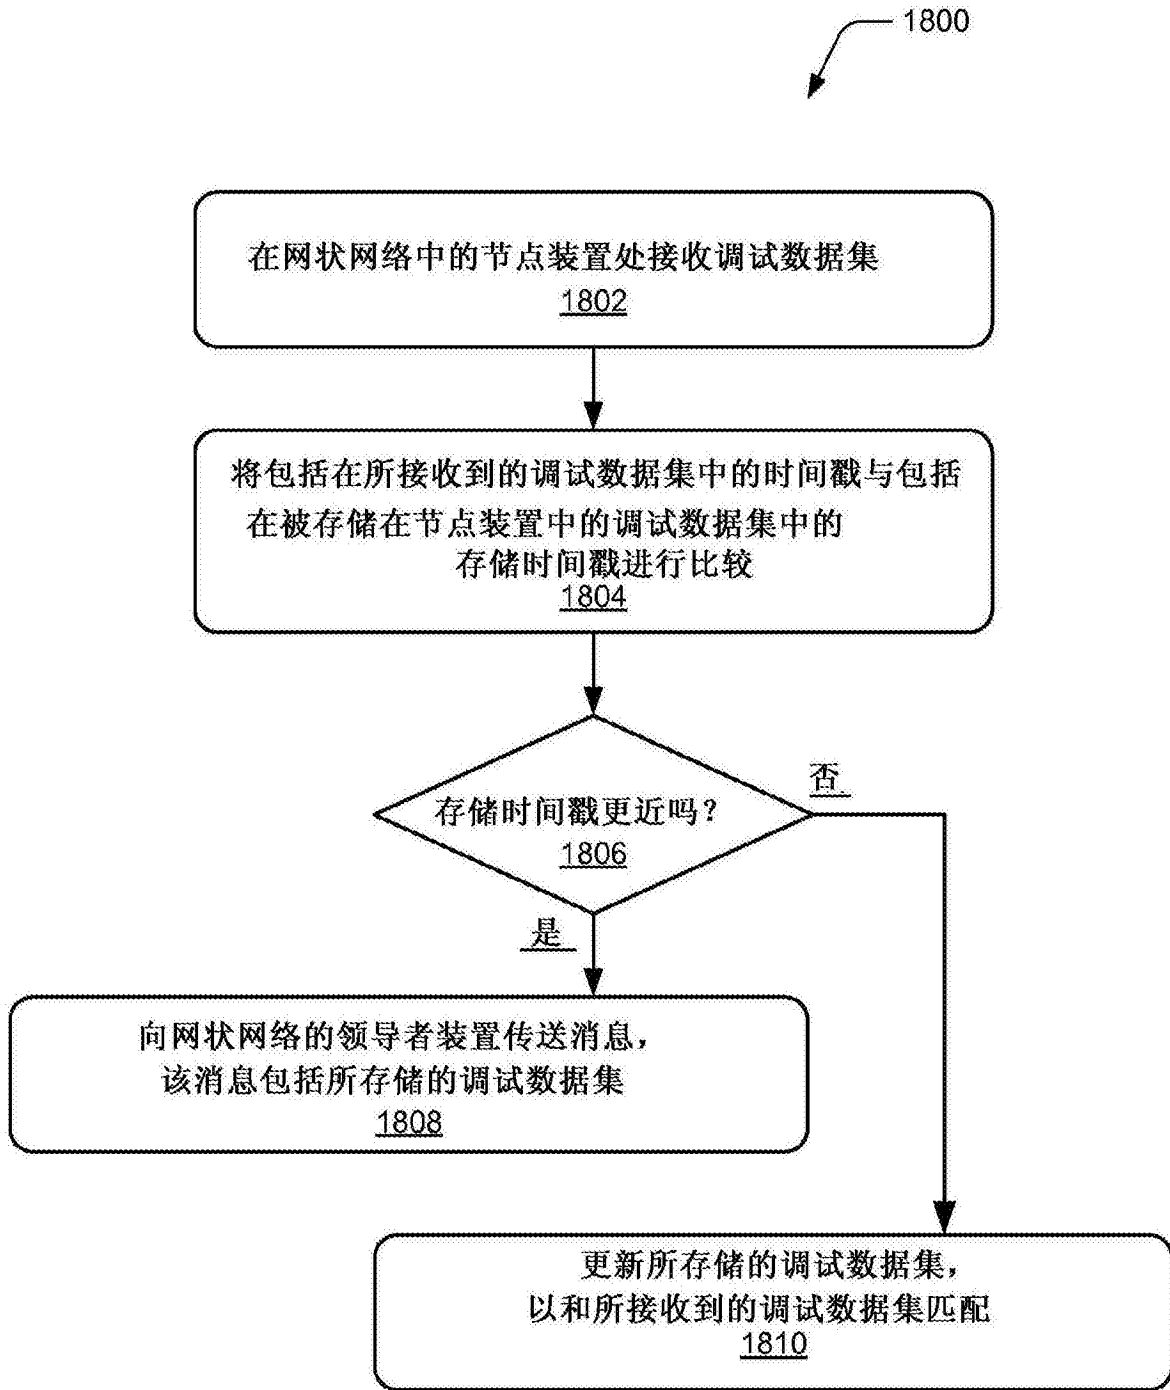 1800
在网状网络中的节点装置处接收调试数据集
1802
将包括在所接收到的调试数据集中的时间戳与包括
在被存储在节点装置中的调试数据集中的
存储时间戳进行比较
1804
存储时间戳更近吗？
1806
否
是
向网状网络的领导者装置传送消息，
该消息包括所存储的调试数据集
1808
更新所存储的调试数据集，
以和所接收到的调试数据集匹配
1810